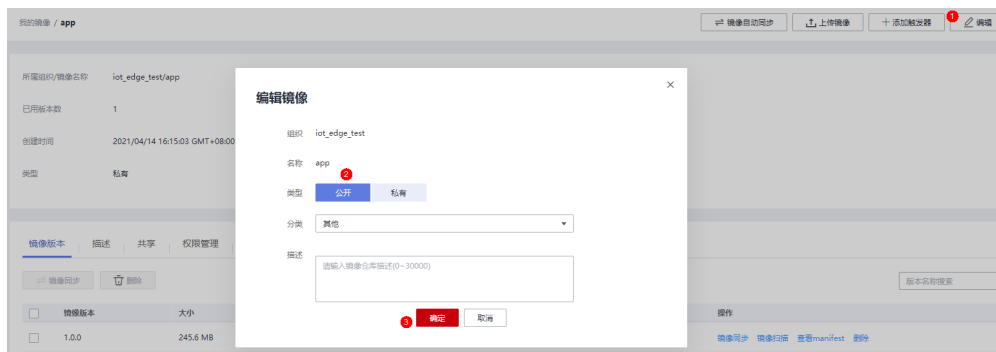 我的镜像 / app
镜像自动同步 上传镜像 添加触发器 1 编辑
所属组织/镜像名称 iot_edge_test/app
已用版本数 1
创建时间 2021/04/14 16:15:03 GMT+08:00
类型 私有
编辑镜像
组织 iot_edge_test
名称 app
2
类型 公开 私有
分类 其他
描述 请输入镜像仓库描述(0~30000)
3 确定 取消
镜像版本 描述 共享 权限管理
镜像同步 删除 版本名称搜索
镜像版本 大小 操作
1.0.0 245.6 MB 镜像同步 镜像扫描 查看manifest 删除